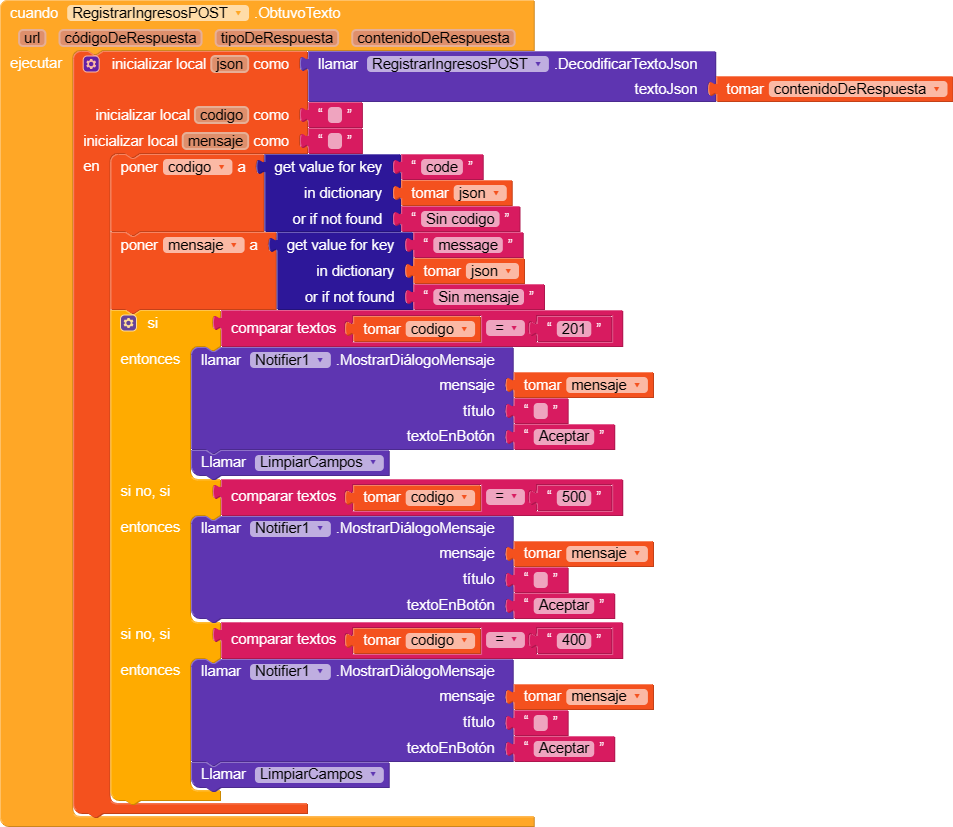 cuando RegistrarIngresosPOST .ObtuvoTexto
url códigoDeRespuesta tipoDeRespuesta contenidoDeRespuesta
ejecutar inicializar local json como llamar RegistrarIngresosPOST .DecodificarTextoJson
textoJson tomar contenidoDeRespuesta
inicializar local codigo como “ ”
inicializar local mensaje como “ ”
en poner codigo a get value for key “ code ”
in dictionary tomar json
or if not found “ Sin codigo ”
poner mensaje a get value for key “ message ”
in dictionary tomar json
or if not found “ Sin mensaje ”
si comparar textos tomar codigo = “ 201 ”
entonces llamar Notifier1 .MostrarDiálogoMensaje
mensaje tomar mensaje
título “ ”
textoEnBotón “ Aceptar ”
Llamar LimpiarCampos
si no, si comparar textos tomar codigo = “ 500 ”
entonces llamar Notifier1 .MostrarDiálogoMensaje
mensaje tomar mensaje
título “ ”
textoEnBotón “ Aceptar ”
si no, si comparar textos tomar codigo = “ 400 ”
entonces llamar Notifier1 .MostrarDiálogoMensaje
mensaje tomar mensaje
título “ ”
textoEnBotón “ Aceptar ”
Llamar LimpiarCampos